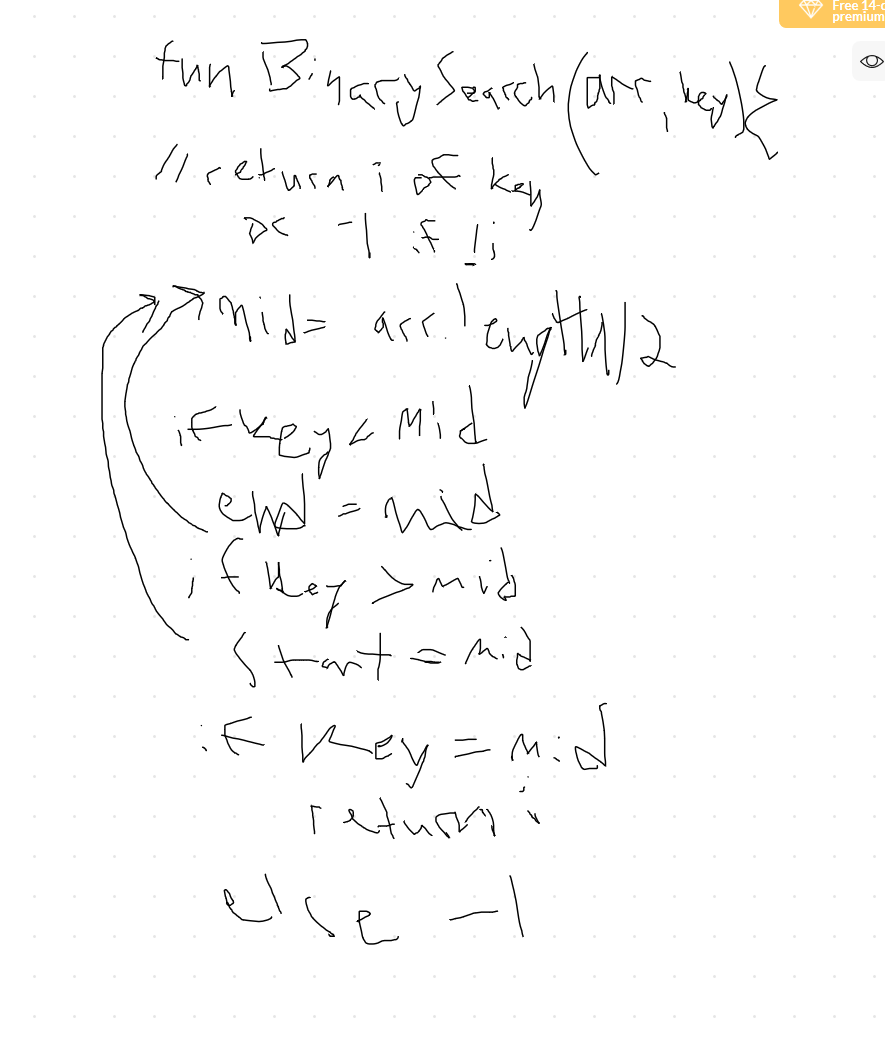 Free 14-d
premium
fun BinarySearch(arr, key){
// return i of key
or -1 if !i
mid = arr.length/2
if key < mid
end = mid
if key > mid
start = mid
if key = mid
return i
else -1